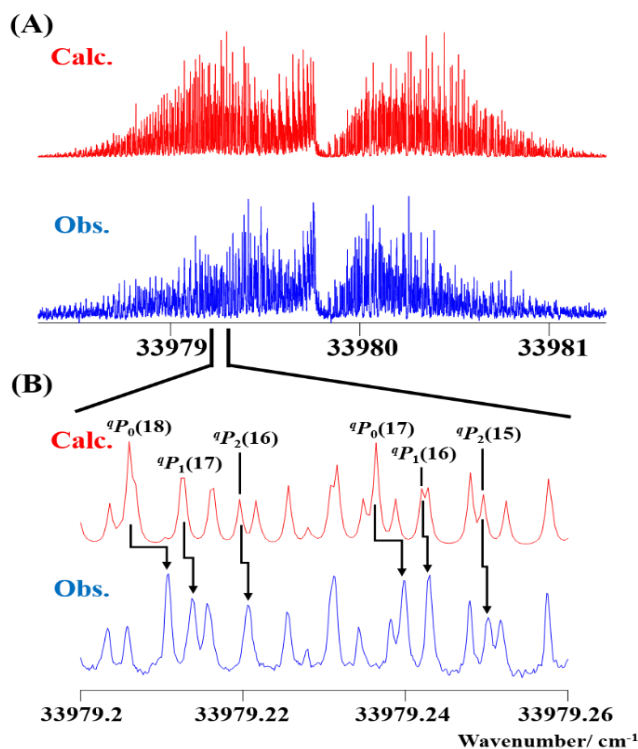 (A)
Calc.
Obs.
33979 33980 33981
(B)
Calc.
Obs.
qP0(18)
qP1(17)
qP2(16)
qP0(17)
qP1(16)
qP2(15)
33979.2 33979.22 33979.24 33979.26
Wavenumber/ cm-1